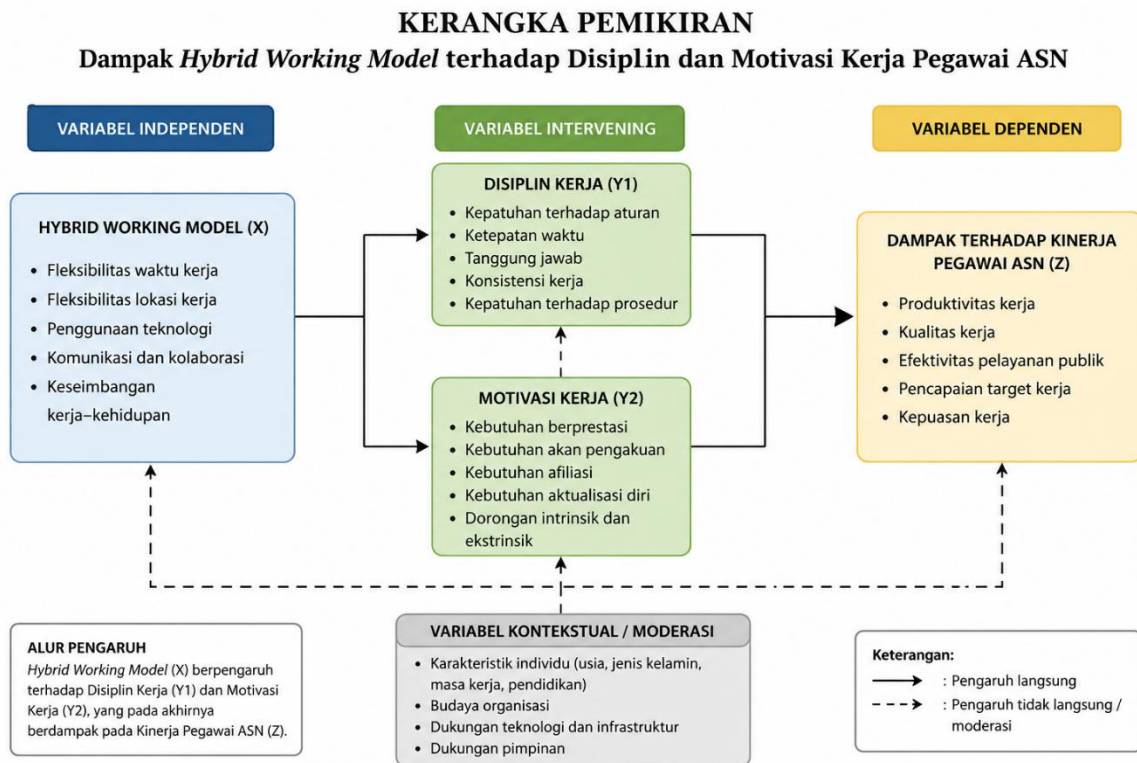 KERANGKA PEMIKIRAN
Dampak Hybrid Working Model terhadap Disiplin dan Motivasi Kerja Pegawai ASN
VARIABEL INDEPENDEN
VARIABEL INTERVENING
VARIABEL DEPENDEN
HYBRID WORKING MODEL (X)
• Fleksibilitas waktu kerja
• Fleksibilitas lokasi kerja
• Penggunaan teknologi
• Komunikasi dan kolaborasi
• Keseimbangan
kerja–kehidupan
DISIPLIN KERJA (Y1)
• Kepatuhan terhadap aturan
• Ketepatan waktu
• Tanggung jawab
• Konsistensi kerja
• Kepatuhan terhadap prosedur
MOTIVASI KERJA (Y2)
• Kebutuhan berprestasi
• Kebutuhan akan pengakuan
• Kebutuhan afiliasi
• Kebutuhan aktualisasi diri
• Dorongan intrinsik dan
ekstrinsik
DAMPAK TERHADAP KINERJA
PEGAWAI ASN (Z)
• Produktivitas kerja
• Kualitas kerja
• Efektivitas pelayanan publik
• Pencapaian target kerja
• Kepuasan kerja
ALUR PENGARUH
Hybrid Working Model (X) berpengaruh
terhadap Disiplin Kerja (Y1) dan Motivasi
Kerja (Y2), yang pada akhirnya
berdampak pada Kinerja Pegawai ASN (Z).
VARIABEL KONTEKSTUAL / MODERASI
• Karakteristik individu (usia, jenis kelamin,
masa kerja, pendidikan)
• Budaya organisasi
• Dukungan teknologi dan infrastruktur
• Dukungan pimpinan
Keterangan:
: Pengaruh langsung
: Pengaruh tidak langsung /
moderasi